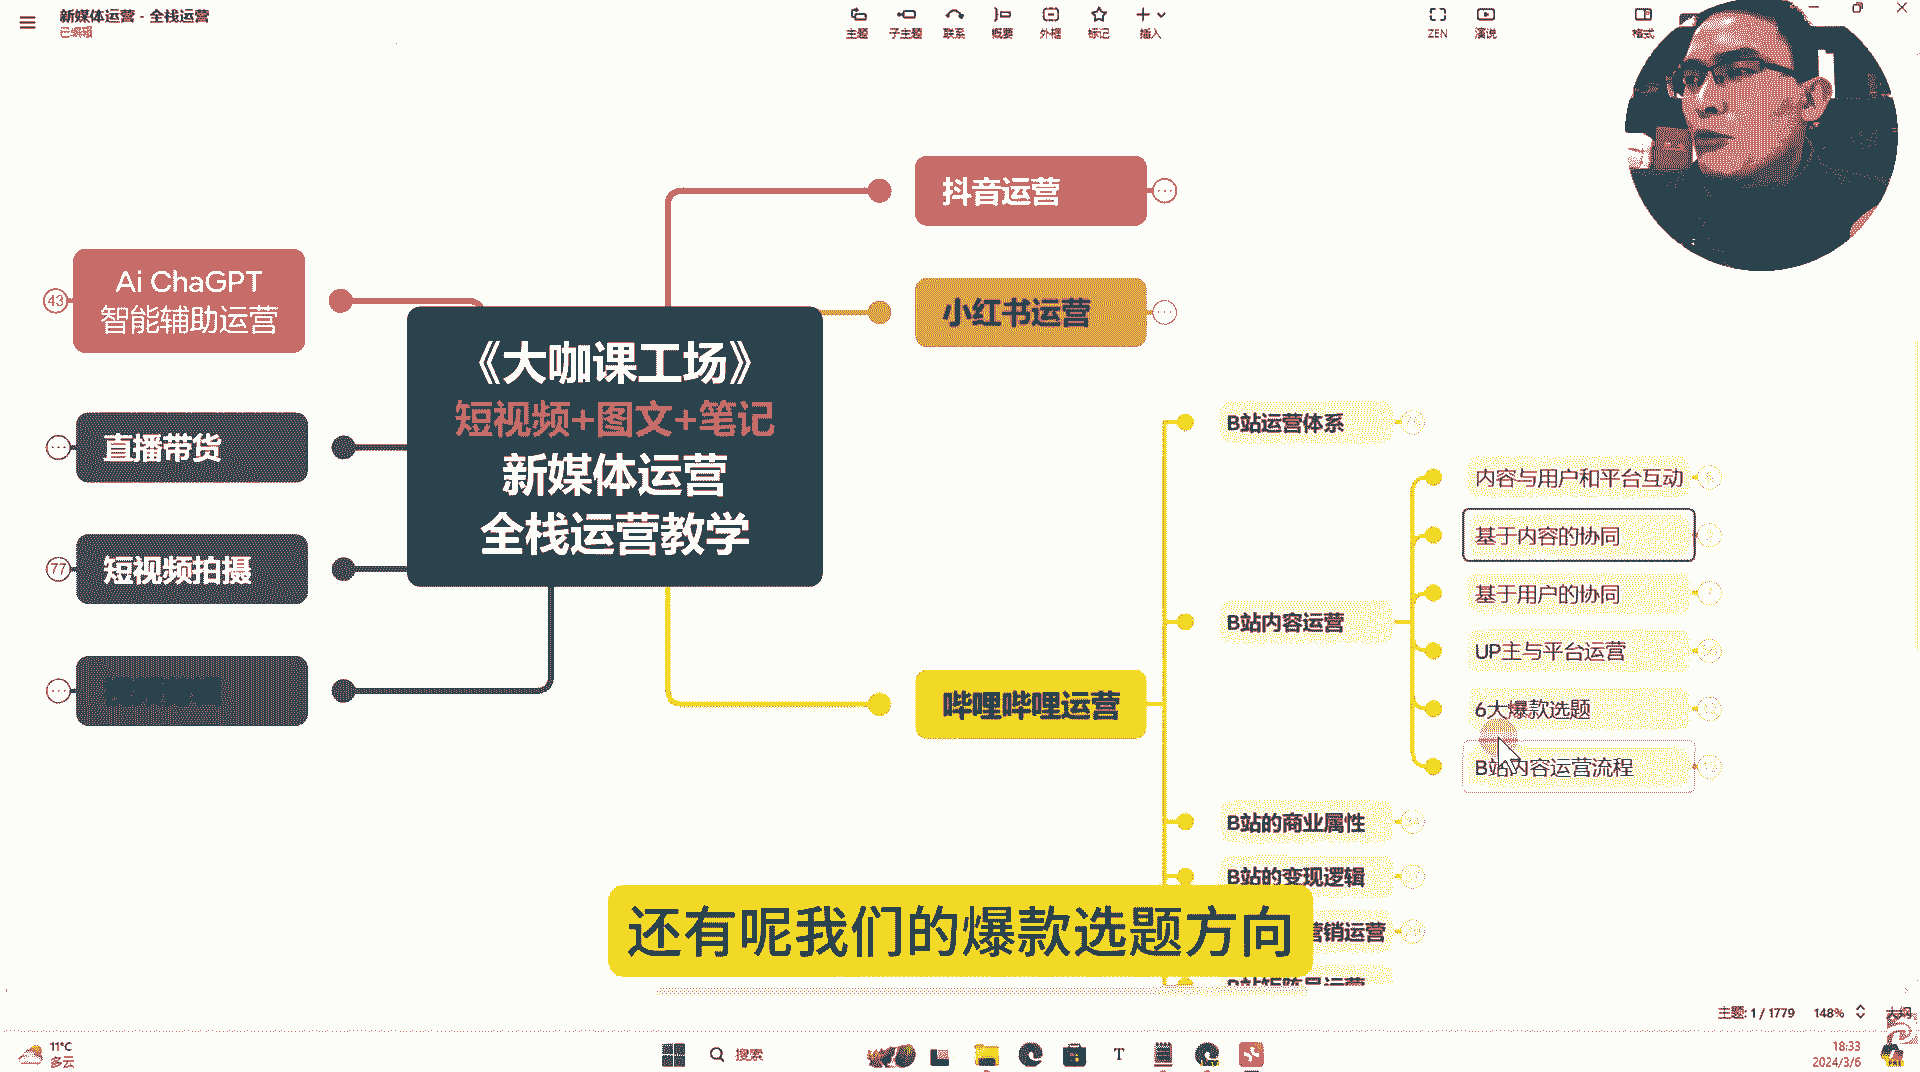 新媒体运营 - 全栈运营
已编辑
主题
子主题
联系
概要
外框
标记
插入
ZEN
演说
格式
抖音运营
小红书运营
43
Ai ChaGPT
智能辅助运营
直播带货
77
短视频拍摄
《大咖课工场》
短视频+图文+笔记
新媒体运营
全栈运营教学
哔哩哔哩运营
B站运营体系
B站内容运营
内容与用户和平台互动
基于内容的协同
基于用户的协同
UP主与平台运营
6大爆款选题
B站内容运营流程
B站的商业属性
B站的变现逻辑
营销运营
还有呢我们的爆款选题方向
主题: 1 / 1779
148%
大纲
11°C
多云
搜索
18:33
2024/3/6